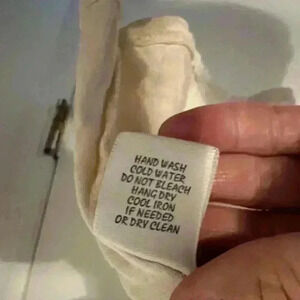 HAND WASH
COLD WATER
DO NOT BLEACH
HANG DRY
COOL IRON
IF NEEDED
OR DRY CLEAN